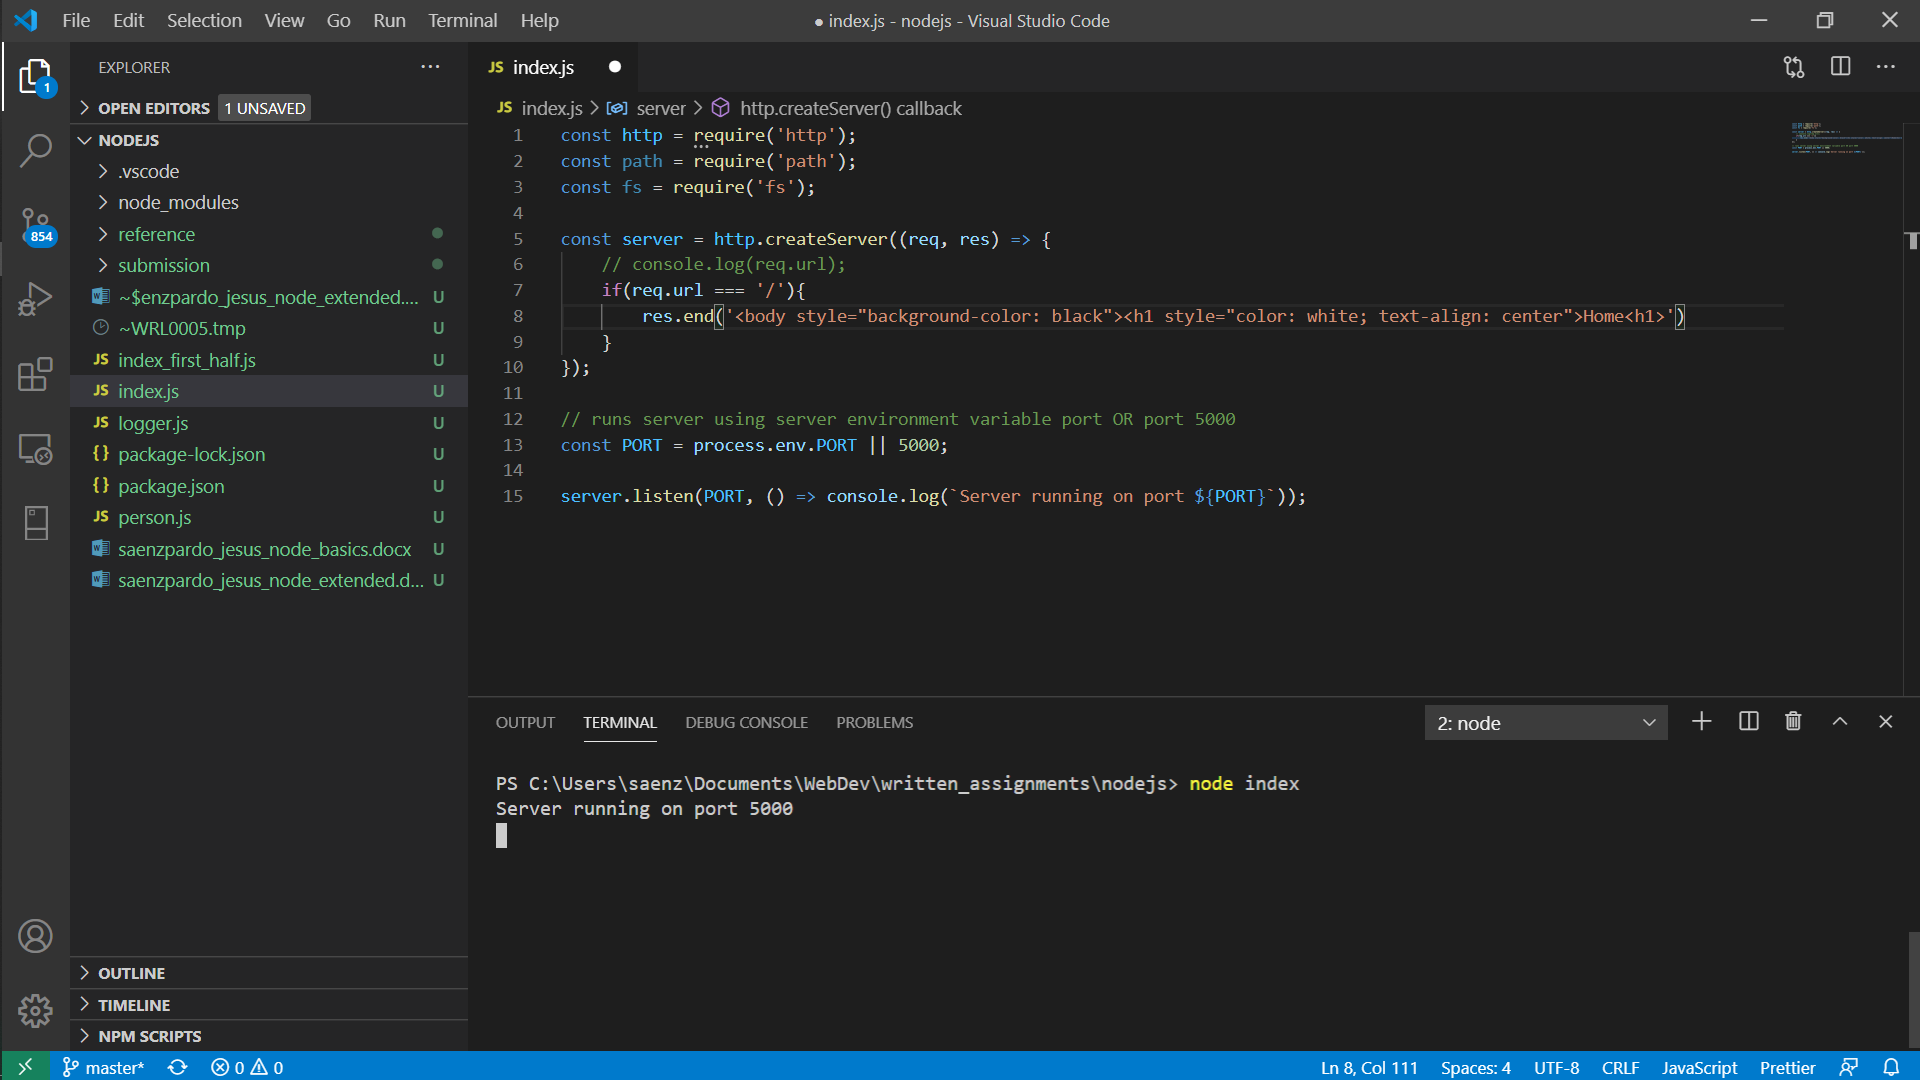 File Edit Selection View Go Run Terminal Help
● index.js - nodejs - Visual Studio Code
EXPLORER
OPEN EDITORS 1 UNSAVED
NODEJS
.vscode
node_modules
reference
submission
~$enzpardo_jesus_node_extended.... U
~WRL0005.tmp U
index_first_half.js U
index.js U
logger.js U
package-lock.json U
package.json U
person.js U
saenzpardo_jesus_node_basics.docx U
saenzpardo_jesus_node_extended.d... U
OUTLINE
TIMELINE
NPM SCRIPTS
1
854
JS index.js
JS index.js > server > http.createServer() callback
1 const http = require('http');
2 const path = require('path');
3 const fs = require('fs');
4
5 const server = http.createServer((req, res) => {
6 // console.log(req.url);
7 if(req.url === '/'){
8 res.end('<body style="background-color: black"><h1 style="color: white; text-align: center">Home<h1>')
9 }
10 });
11
12 // runs server using server environment variable port OR port 5000
13 const PORT = process.env.PORT || 5000;
14
15 server.listen(PORT, () => console.log(`Server running on port ${PORT}`));
OUTPUT TERMINAL DEBUG CONSOLE PROBLEMS
2: node
PS C:\Users\saenz\Documents\WebDev\written_assignments\nodejs> node index
Server running on port 5000
master* 0 0
Ln 8, Col 111 Spaces: 4 UTF-8 CRLF JavaScript Prettier